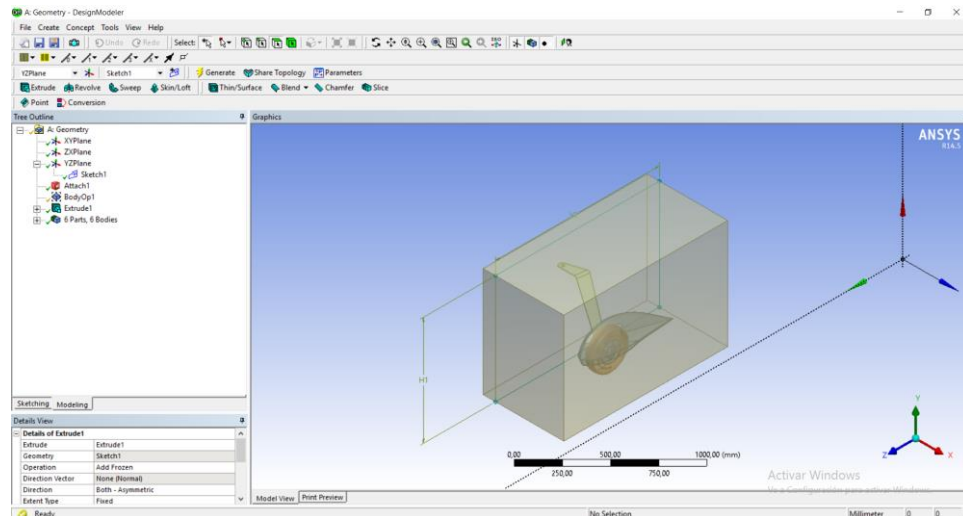 A: Geometry - DesignModeler
File Create Concept Tools View Help
Undo Redo Select:
YZPlane Sketch1 Generate Share Topology Parameters
Extrude Revolve Sweep Skin/Loft Thin/Surface Blend Chamfer Slice
Point Conversion
Tree Outline
A: Geometry
XYPlane
ZXPlane
YZPlane
Sketch1
Attach1
BodyOp1
Extrude1
6 Parts, 6 Bodies
Sketching Modeling
Details View
Details of Extrude1
Extrude Extrude1
Geometry Sketch1
Operation Add Frozen
Direction Vector None (Normal)
Direction Both - Asymmetric
Extent Type Fixed
Graphics
ANSYS
R14.5
H1
0,00 500,00 1000,00 (mm)
250,00 750,00
Y
Z X
Activar Windows
Ve a Configuración para activar Windows.
Model View Print Preview
Ready No Selection Millimeter 0 0